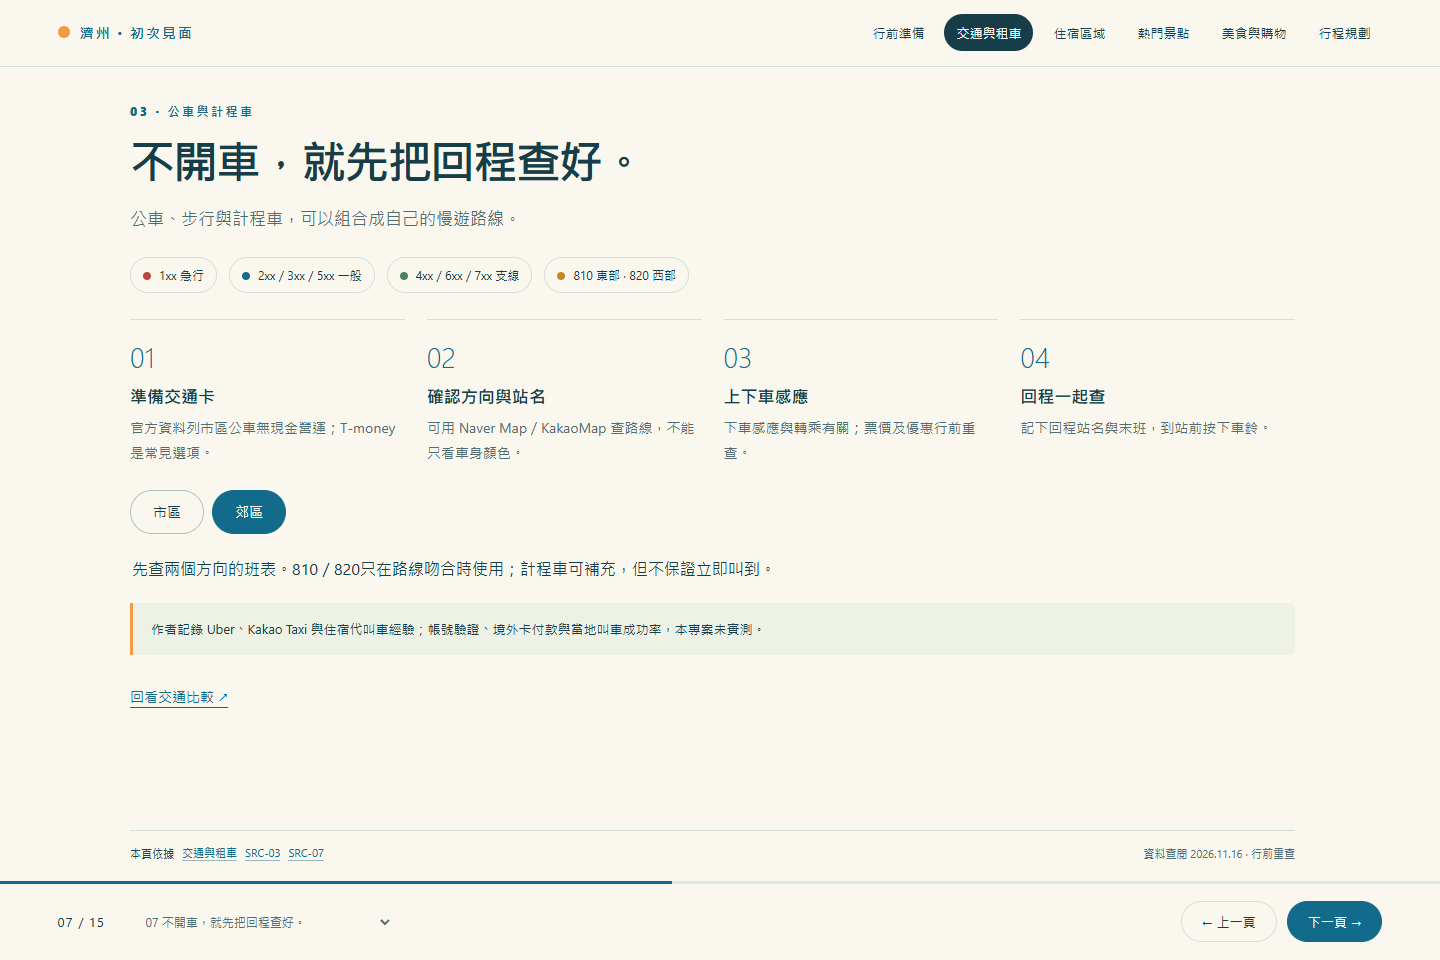 濟州・初次見面
行前準備
交通與租車
住宿區域
熱門景點
美食與購物
行程規劃
03 · 公車與計程車
不開車，就先把回程查好。
公車、步行與計程車，可以組合成自己的慢遊路線。
1xx 急行
2xx / 3xx / 5xx 一般
4xx / 6xx / 7xx 支線
810 東部 · 820 西部
01
準備交通卡
官方資料列市區公車無現金營運；T-money
是常見選項。
02
確認方向與站名
可用 Naver Map / KakaoMap 查路線，不能
只看車身顏色。
03
上下車感應
下車感應與轉乘有關；票價及優惠行前重
查。
04
回程一起查
記下回程站名與末班，到站前按下車鈴。
市區
郊區
先查兩個方向的班表。810 / 820只在路線吻合時使用；計程車可補充，但不保證立即叫到。
作者記錄 Uber、Kakao Taxi 與住宿代叫車經驗；帳號驗證、境外卡付款與當地叫車成功率，本專案未實測。
回看交通比較 ↗
本頁依據 交通與租車 SRC-03 SRC-07
資料查閱 2026.11.16 · 行前重查
07 / 15
07 不開車，就先把回程查好。
← 上一頁
下一頁 →